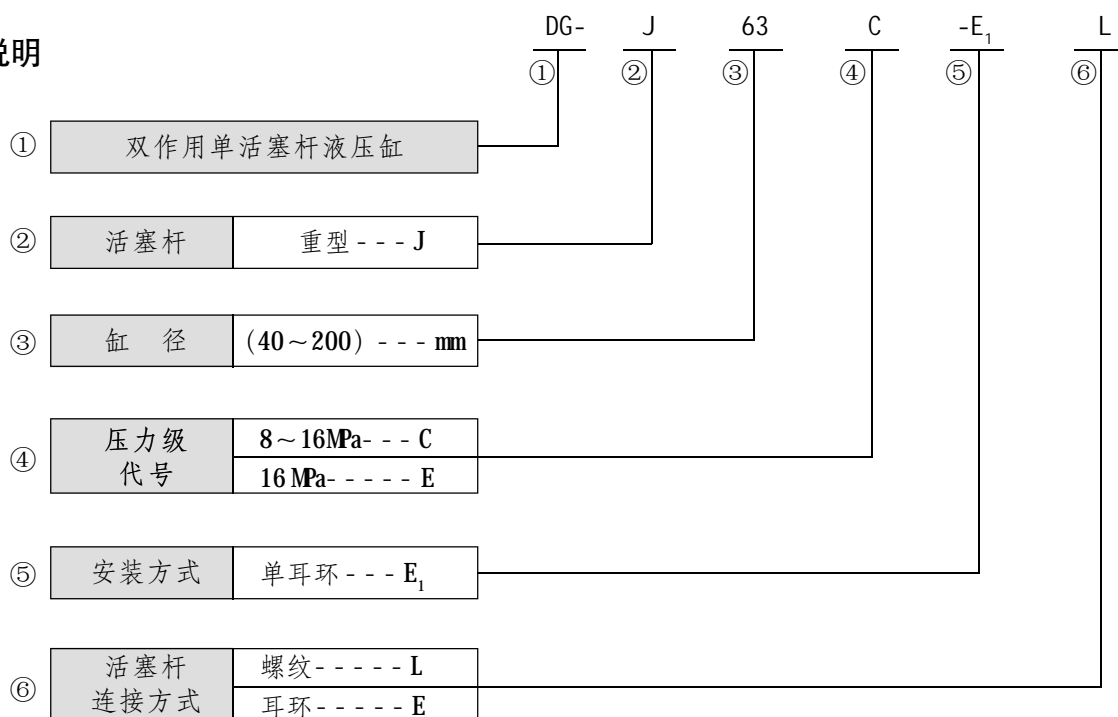 DG- J 63 C -E₁ L
说明
① ② ③ ④ ⑤ ⑥
① 双作用单活塞杆液压缸
② 活塞杆 重型---J
③ 缸 径 (40～200)---mm
④ 压力级代号 8～16MPa---C
16MPa-----E
⑤ 安装方式 单耳环---E₁
⑥ 活塞杆连接方式 螺纹-----L
耳环-----E